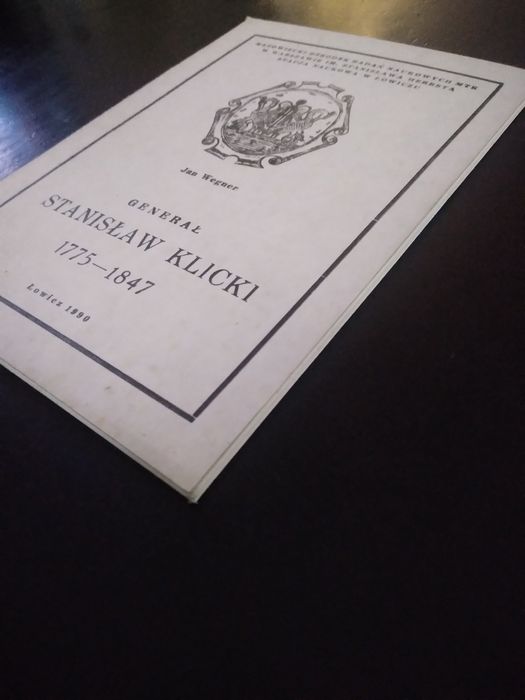 MAZOWIECKI OŚRODEK BADAŃ NAUKOWYCH MTK
W WARSZAWIE IM. STANISŁAWA HERBSTA
STACJA NAUKOWA W ŁOWICZU
Jan Wegner
GENERAŁ
STANISŁAW KLICKI
1775—1847
Łowicz 1990